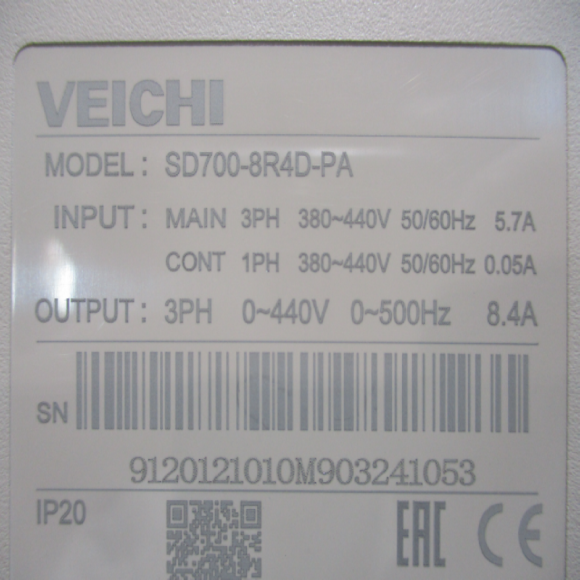 VEICHI
MODEL: SD700-8R4D-PA
INPUT: MAIN 3PH 380~440V 50/60Hz 5.7A
CONT 1PH 380~440V 50/60Hz 0.05A
OUTPUT: 3PH 0~440V 0~500Hz 8.4A
SN
9120121010M903241053
IP20 EAC CE